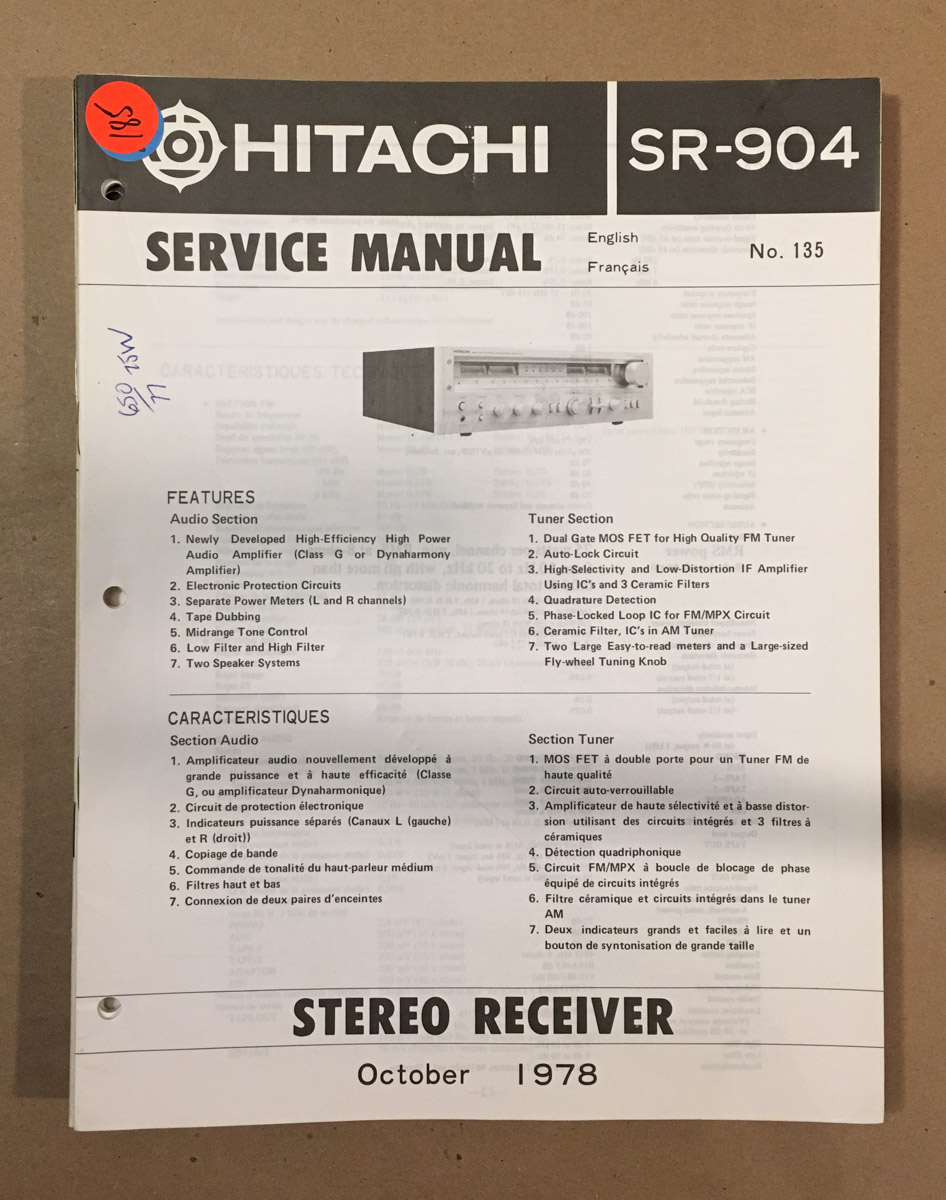 185
HITACHI
SR-904
SERVICE MANUAL
English
Français
No. 135
650 75W
77
HITACHI
FEATURES
Audio Section
1. Newly Developed High-Efficiency High Power
Audio Amplifier (Class G or Dynaharmony
Amplifier)
2. Electronic Protection Circuits
3. Separate Power Meters (L and R channels)
4. Tape Dubbing
5. Midrange Tone Control
6. Low Filter and High Filter
7. Two Speaker Systems
Tuner Section
1. Dual Gate MOS FET for High Quality FM Tuner
2. Auto-Lock Circuit
3. High-Selectivity and Low-Distortion IF Amplifier
Using IC's and 3 Ceramic Filters
4. Quadrature Detection
5. Phase-Locked Loop IC for FM/MPX Circuit
6. Ceramic Filter, IC's in AM Tuner
7. Two Large Easy-to-read meters and a Large-sized
Fly-wheel Tuning Knob
CARACTERISTIQUES
Section Audio
1. Amplificateur audio nouvellement développé à
grande puissance et à haute efficacité (Classe
G, ou amplificateur Dynaharmonique)
2. Circuit de protection électronique
3. Indicateurs puissance séparés (Canaux L (gauche)
et R (droit))
4. Copiage de bande
5. Commande de tonalité du haut-parleur médium
6. Filtres haut et bas
7. Connexion de deux paires d'enceintes
Section Tuner
1. MOS FET à double porte pour un Tuner FM de
haute qualité
2. Circuit auto-verrouillable
3. Amplificateur de haute sélectivité et à basse distor-
sion utilisant des circuits intégrés et 3 filtres à
céramiques
4. Détection quadriphonique
5. Circuit FM/MPX à boucle de blocage de phase
équipé de circuits intégrés
6. Filtre céramique et circuits intégrés dans le tuner
AM
7. Deux indicateurs grands et faciles à lire et un
bouton de syntonisation de grande taille
STEREO RECEIVER
October 1978